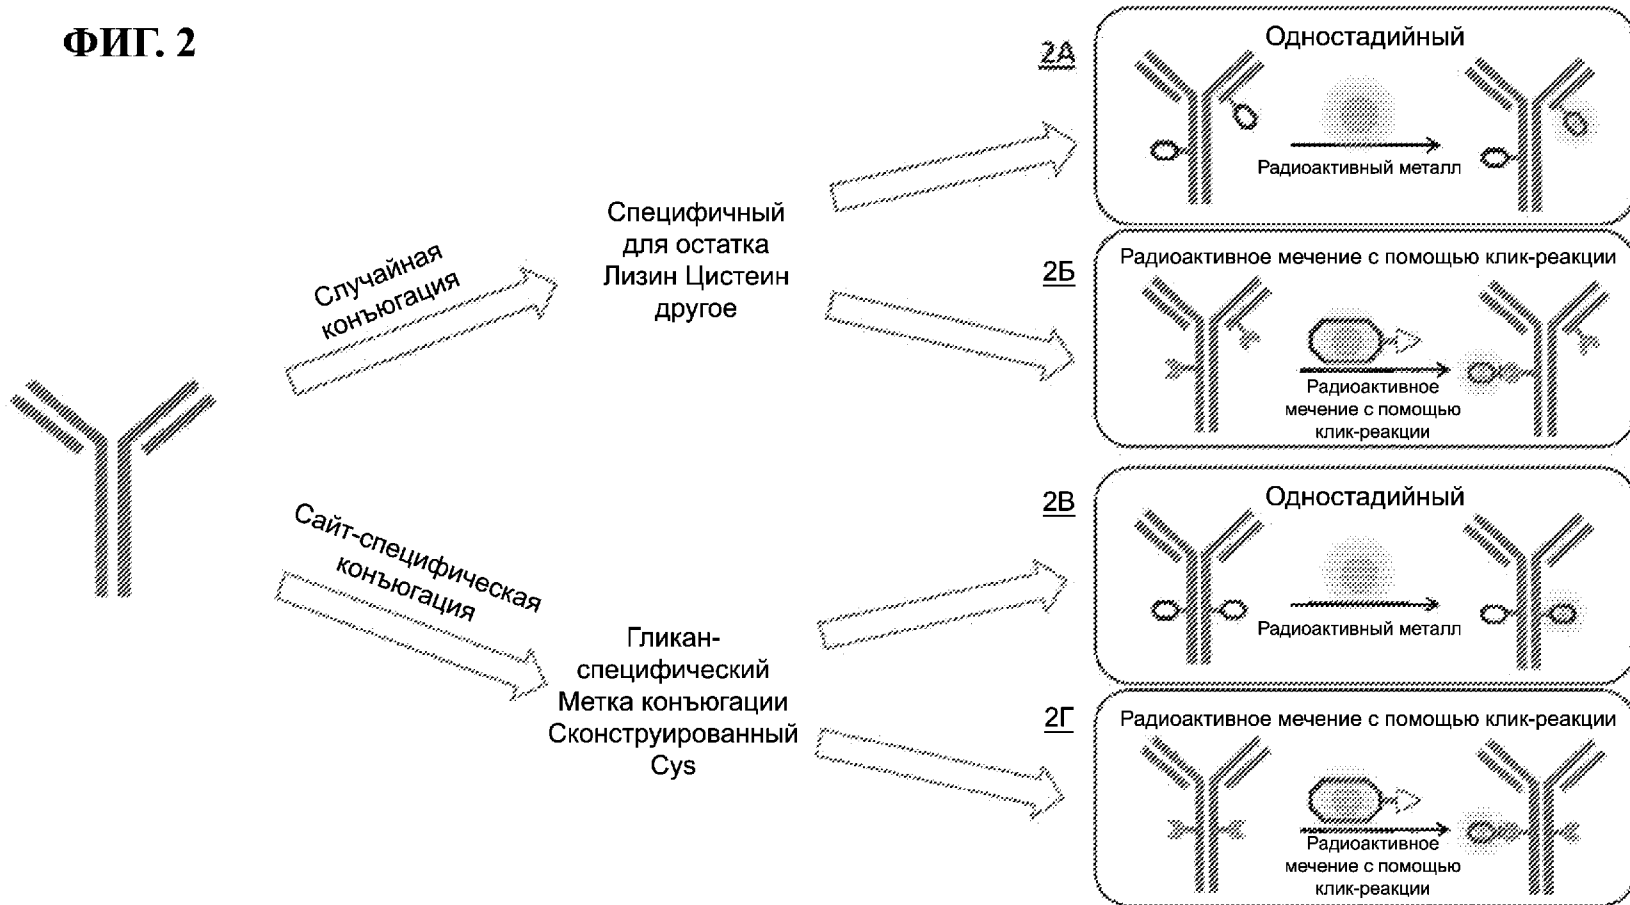 ФИГ. 2
Случайная
конъюгация
Специфичный
для остатка
Лизин Цистеин
другое
Сайт-специфическая
конъюгация
Гликан-
специфический
Метка конъюгации
Сконструированный
Cys
2А
Одностадийный
Радиоактивный металл
2Б
Радиоактивное мечение с помощью клик-реакции
Радиоактивное
мечение с помощью
клик-реакции
2В
Одностадийный
Радиоактивный металл
2Г
Радиоактивное мечение с помощью клик-реакции
Радиоактивное
мечение с помощью
клик-реакции